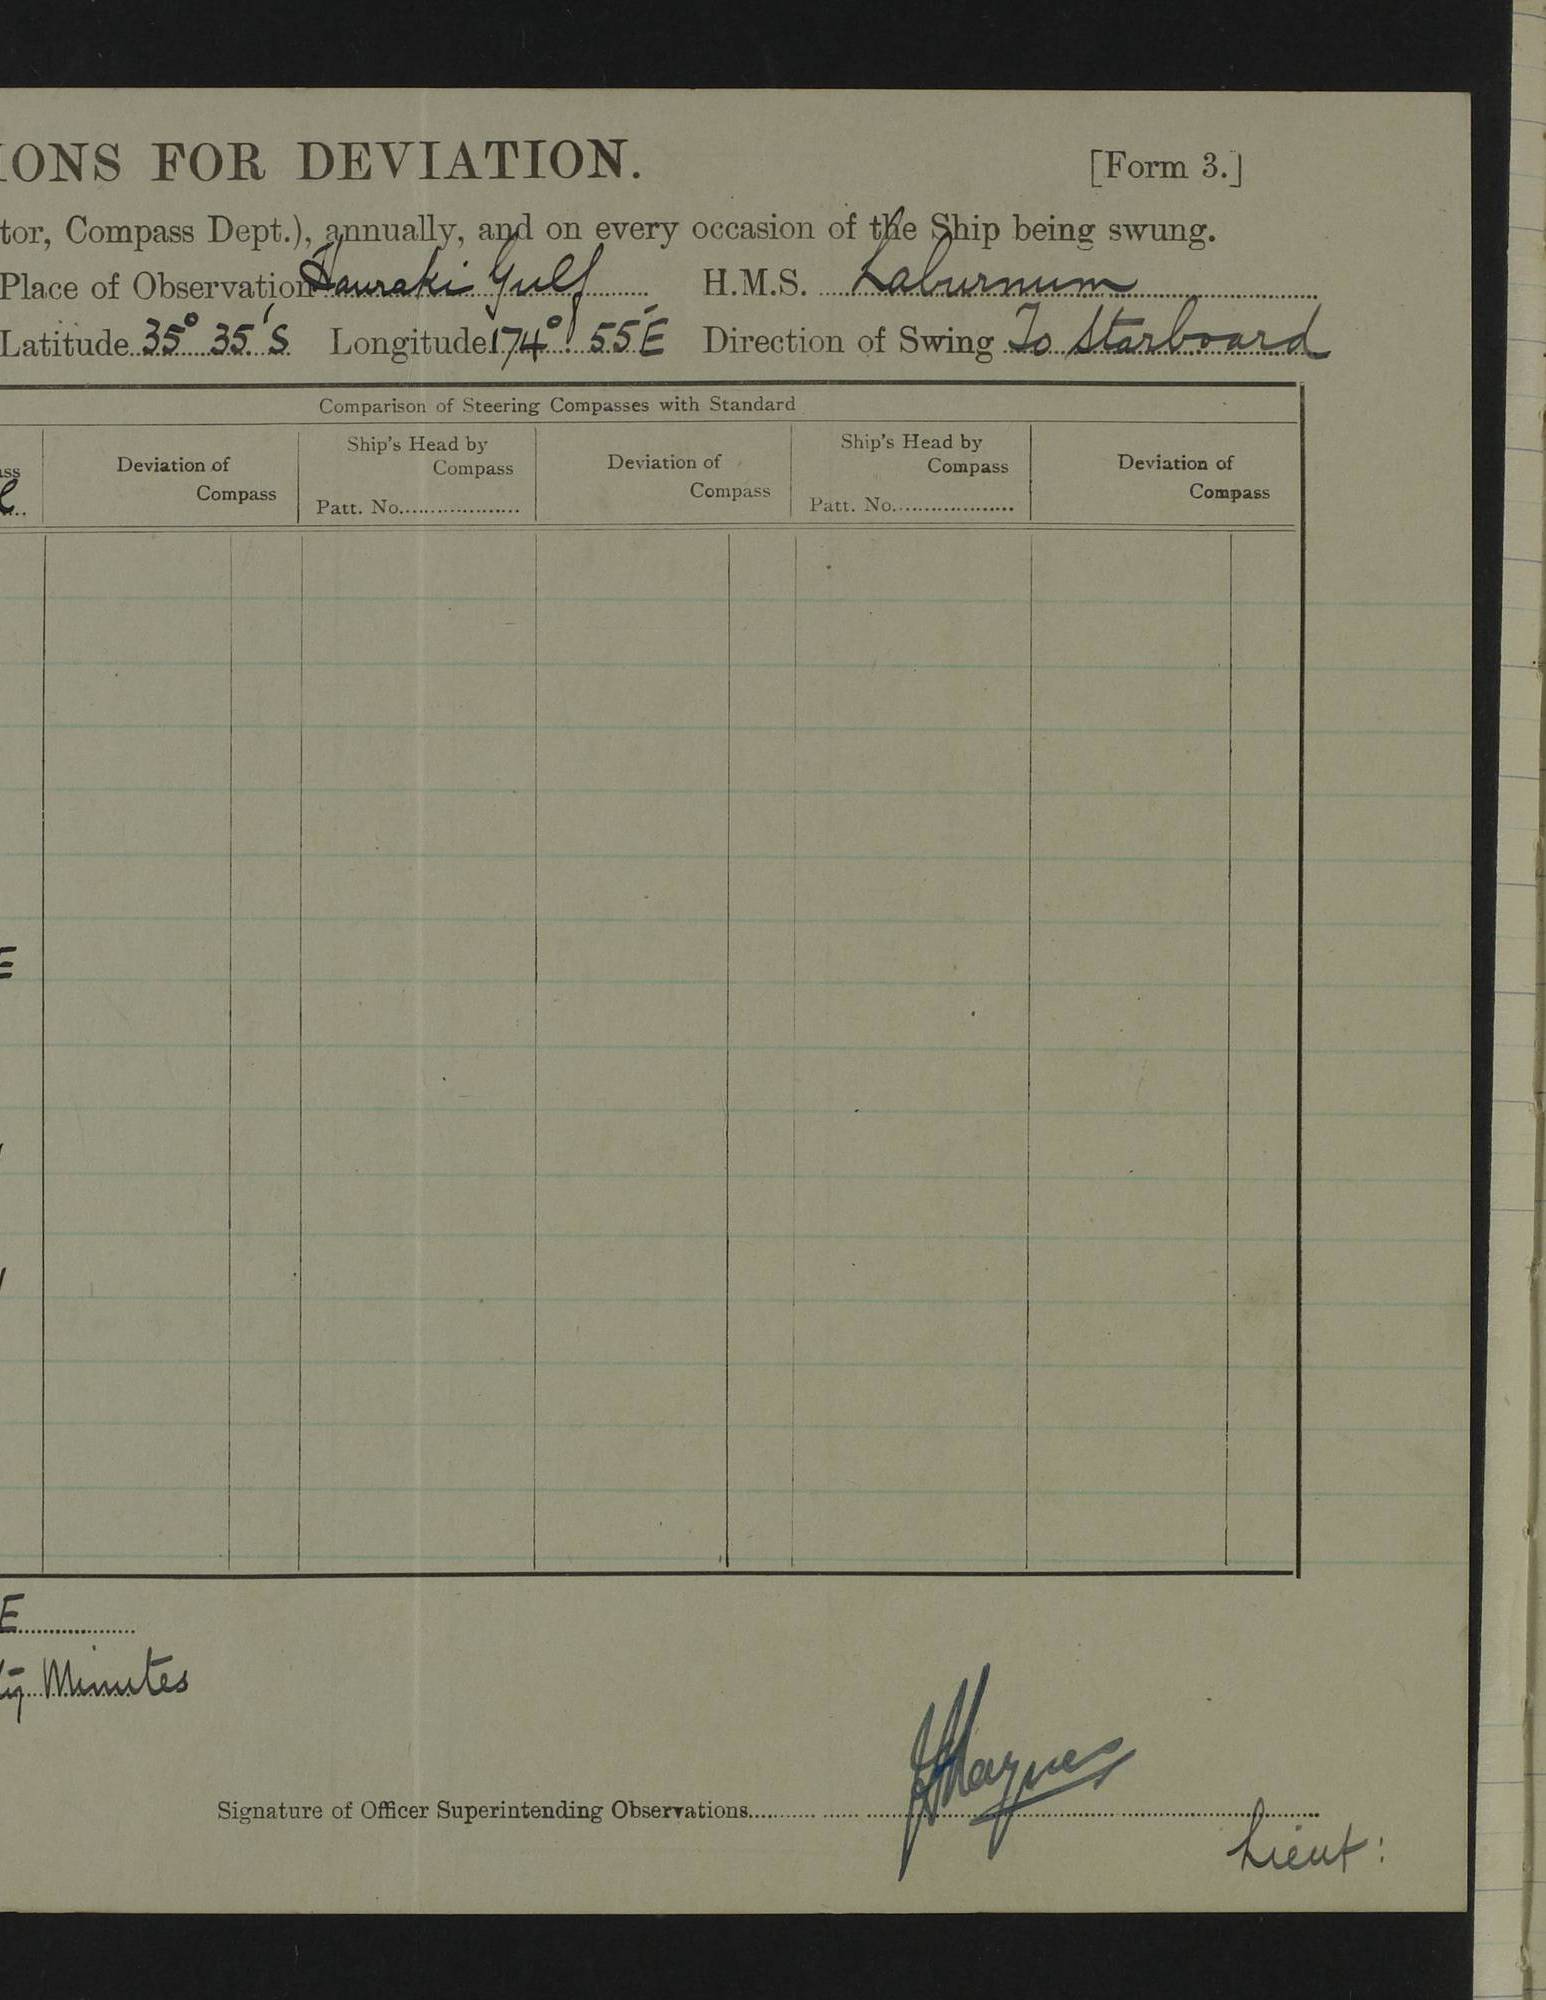 IONS FOR DEVIATION. [Form 3.]
tor, Compass Dept.), annually, and on every occasion of the Ship being swung.
Place of Observation Hauraki Gulf H.M.S. Laburnum
Latitude 35° 35' S Longitude 174° 55' E Direction of Swing To Starboard
Comparison of Steering Compasses with Standard
ass
Deviation of
Compass
Ship's Head by
Compass
Patt. No.
Deviation of
Compass
Ship's Head by
Compass
Patt. No.
Deviation of
Compass
E
E
Minutes
Signature of Officer Superintending Observations
Lieut: